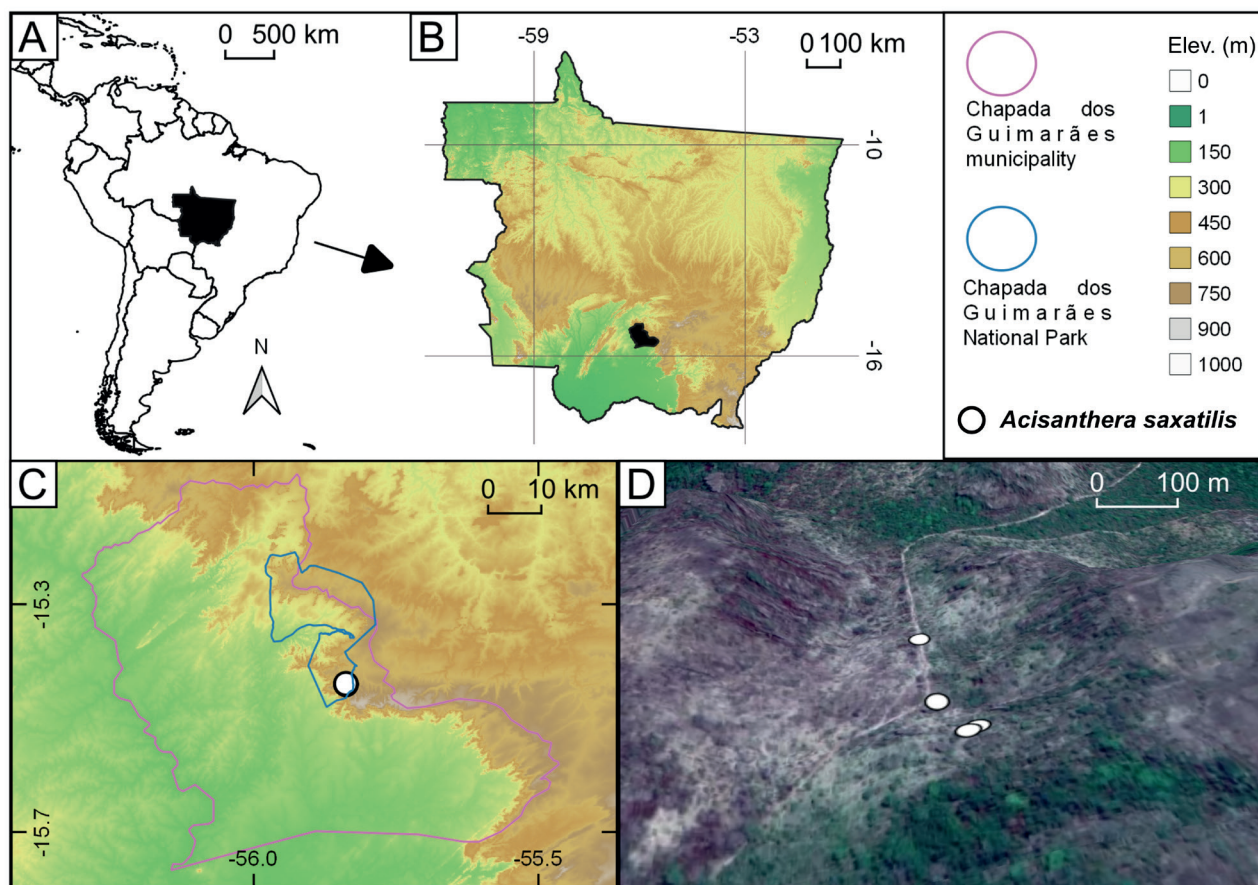 A
0 500 km
N
B
-59
-53
0 100 km
-10
-16
Chapada dos
Guimarães
municipality
Chapada dos
Guimarães
National Park
Elev. (m)
0
1
150
300
450
600
750
900
1000
Acisanthera saxatilis
C
0 10 km
-15.3
-15.7
-56.0
-55.5
D
0 100 m